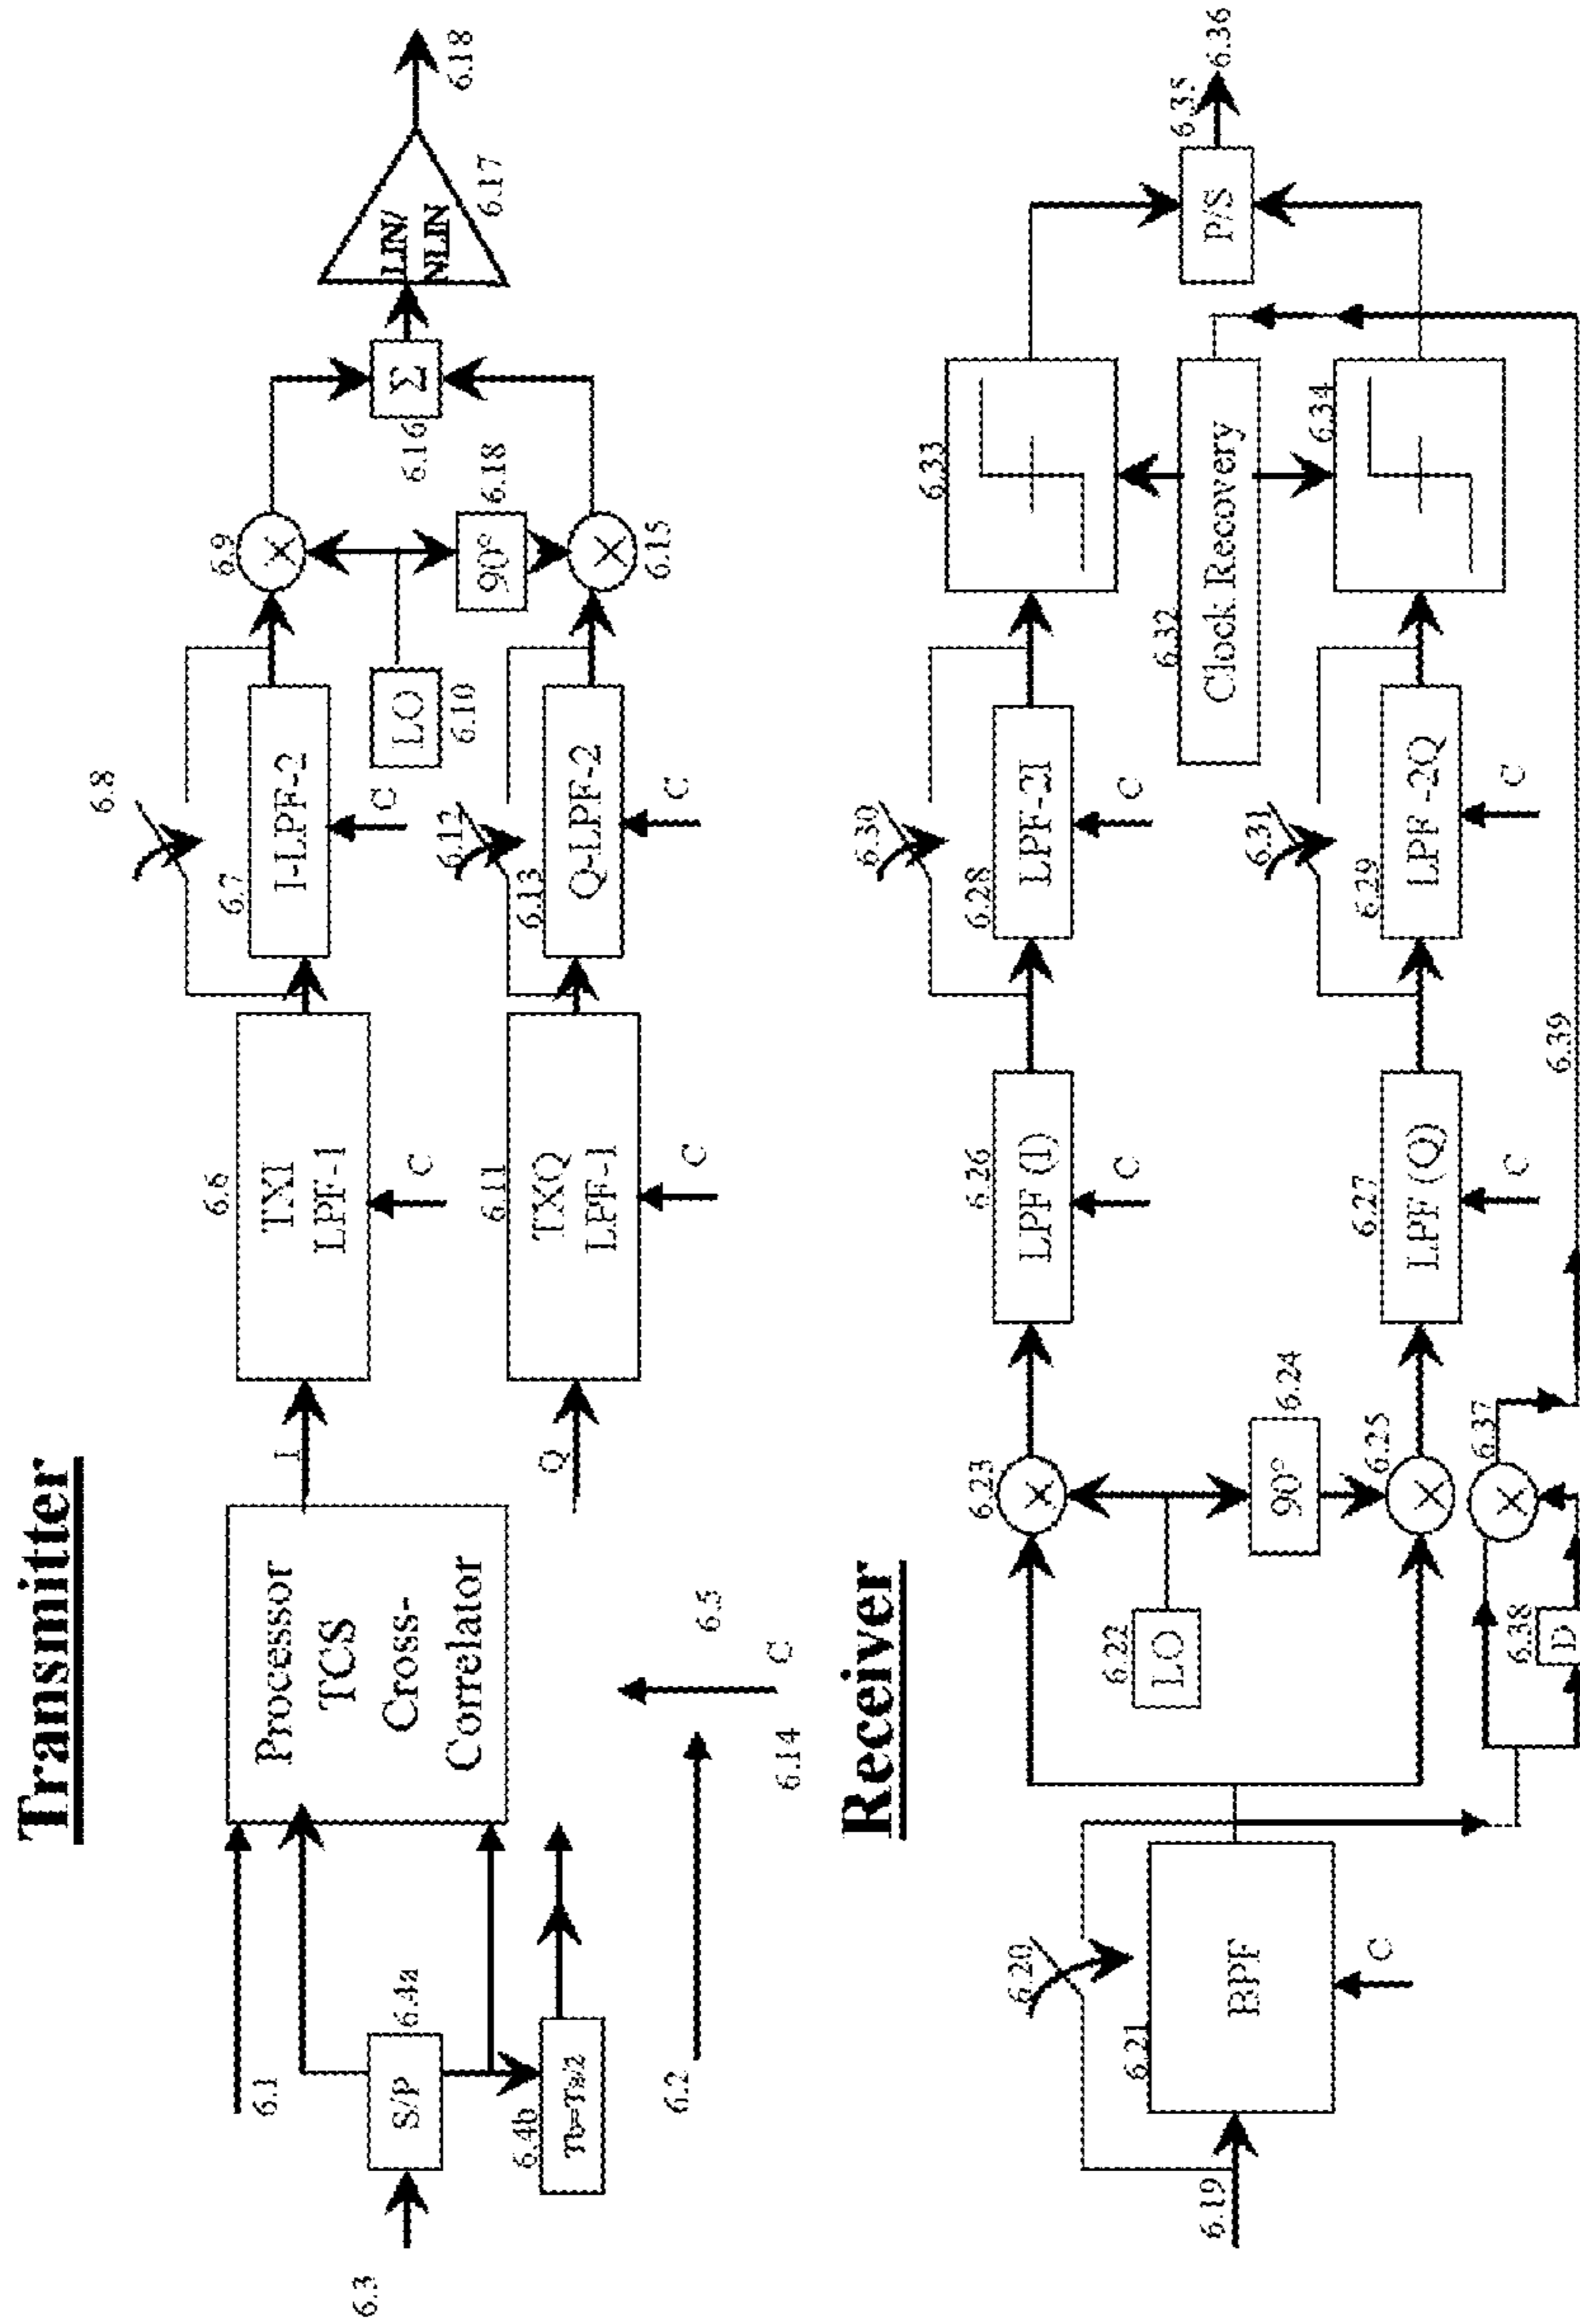 Transmitter
6.1
6.3
S/P
6.4a
6.4b
Tb=Ts/2
6.2
Processor
TCS
Cross-
Correlator
6.5
C
6.14
I
Q
6.6
TXI
LPF-1
C
6.11
TXQ
LPF-1
C
6.8
6.7
I-LPF-2
C
6.12
6.13
Q-LPF-2
C
LO
6.10
6.9
90°
6.18
6.15
6.16
Σ
LIN/
NLIN
6.17
6.18
Receiver
6.19
6.20
6.21
BPF
C
6.22
LO
6.23
90°
6.24
6.25
6.37
6.38
D
6.26
LPF (I)
C
6.27
LPF (Q)
C
6.39
6.30
6.28
LPF-2I
C
6.31
6.29
LPF -2Q
C
6.32
Clock Recovery
6.33
6.34
P/S
6.35
6.36